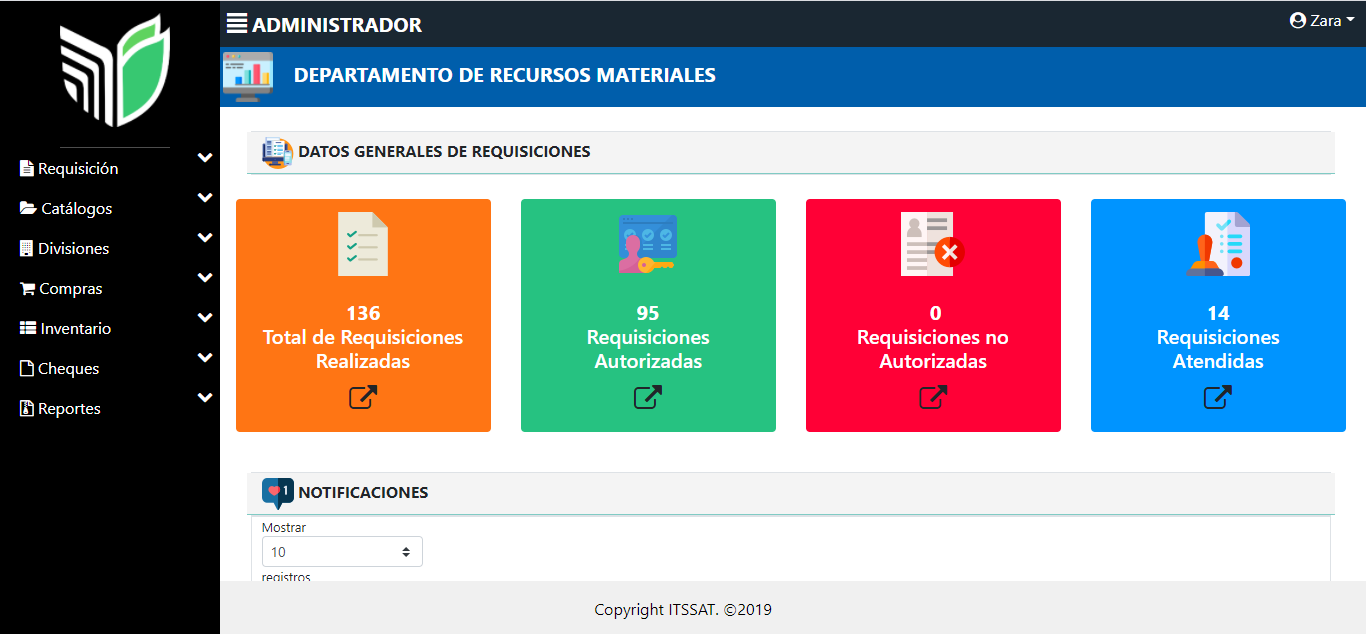 ADMINISTRADOR
Zara
DEPARTAMENTO DE RECURSOS MATERIALES
Requisición
Catálogos
Divisiones
Compras
Inventario
Cheques
Reportes
DATOS GENERALES DE REQUISICIONES
136
Total de Requisiciones
Realizadas
95
Requisiciones
Autorizadas
0
Requisiciones no
Autorizadas
14
Requisiciones
Atendidas
1
NOTIFICACIONES
Mostrar
10
registros
Copyright ITSSAT. ©2019